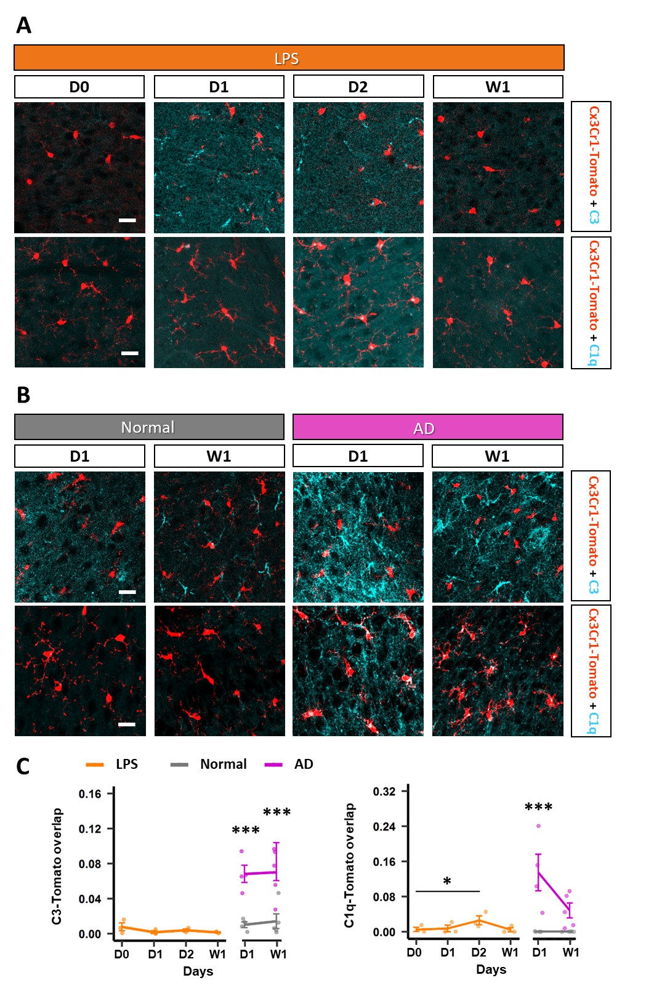 A
LPS
D0 D1 D2 W1
Cx3Cr1-Tomato + C3
Cx3Cr1-Tomato + C1q
B
Normal AD
D1 W1 D1 W1
Cx3Cr1-Tomato + C3
Cx3Cr1-Tomato + C1q
C
LPS Normal AD
C3-Tomato overlap
0.16
0.12
0.08
0.04
0.00
***
***
D0 D1 D2 W1 D1 W1
Days
C1q-Tomato overlap
0.32
0.24
0.16
0.08
0.00
***
*
D0 D1 D2 W1 D1 W1
Days